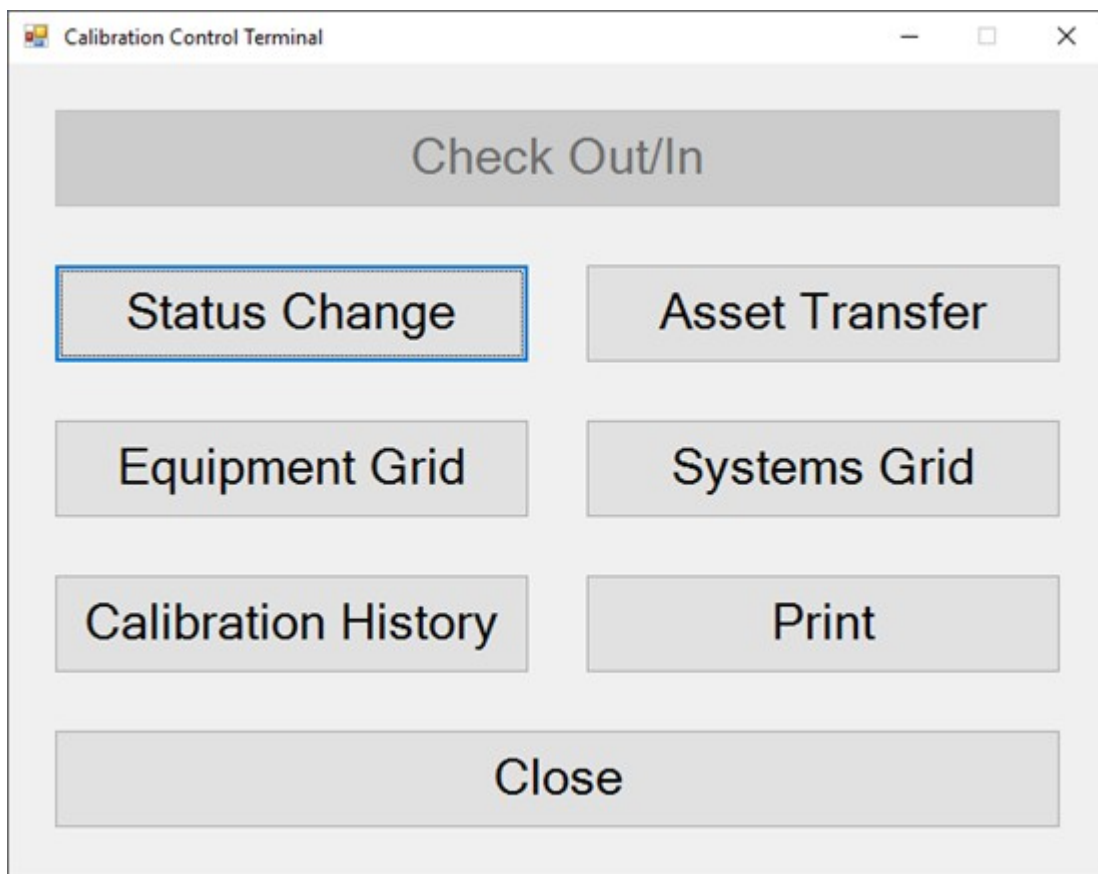 Calibration Control Terminal
Check Out/In
Status Change
Asset Transfer
Equipment Grid
Systems Grid
Calibration History
Print
Close